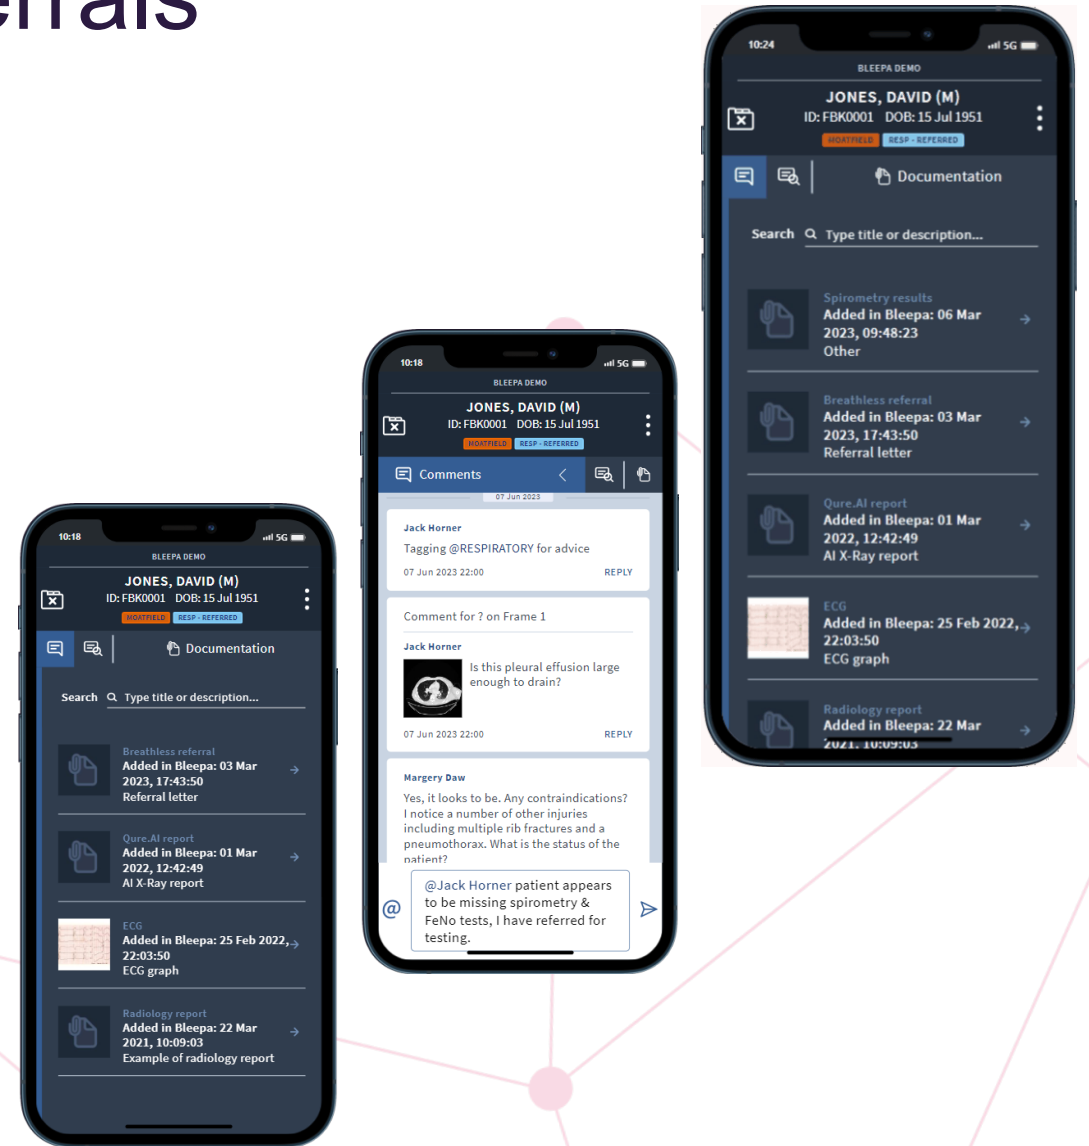 errals
10:18
5G
BLEEPA DEMO
JONES, DAVID (M)
ID: FBK0001 DOB: 15 Jul 1951
MOATFIELD RESP - REFERRED
Documentation
Search Type title or description...
Breathless referral
Added in Bleepa: 03 Mar
2023, 17:43:50
Referral letter
Qure.AI report
Added in Bleepa: 01 Mar
2022, 12:42:49
AI X-Ray report
ECG
Added in Bleepa: 25 Feb 2022,
22:03:50
ECG graph
Radiology report
Added in Bleepa: 22 Mar
2021, 10:09:03
Example of radiology report
10:18
5G
BLEEPA DEMO
JONES, DAVID (M)
ID: FBK0001 DOB: 15 Jul 1951
MOATFIELD RESP - REFERRED
Comments
07 Jun 2023
Jack Horner
Tagging @RESPIRATORY for advice
07 Jun 2023 22:00 REPLY
Comment for ? on Frame 1
Jack Horner
Is this pleural effusion large
enough to drain?
07 Jun 2023 22:00 REPLY
Margery Daw
Yes, it looks to be. Any contraindications?
I notice a number of other injuries
including multiple rib fractures and a
pneumothorax. What is the status of the
patient?
@
@Jack Horner patient appears
to be missing spirometry &
FeNo tests, I have referred for
testing.
10:24
5G
BLEEPA DEMO
JONES, DAVID (M)
ID: FBK0001 DOB: 15 Jul 1951
MOATFIELD RESP - REFERRED
Documentation
Search Type title or description...
Spirometry results
Added in Bleepa: 06 Mar
2023, 09:48:23
Other
Breathless referral
Added in Bleepa: 03 Mar
2023, 17:43:50
Referral letter
Qure.AI report
Added in Bleepa: 01 Mar
2022, 12:42:49
AI X-Ray report
ECG
Added in Bleepa: 25 Feb 2022,
22:03:50
ECG graph
Radiology report
Added in Bleepa: 22 Mar
2021, 10:09:03